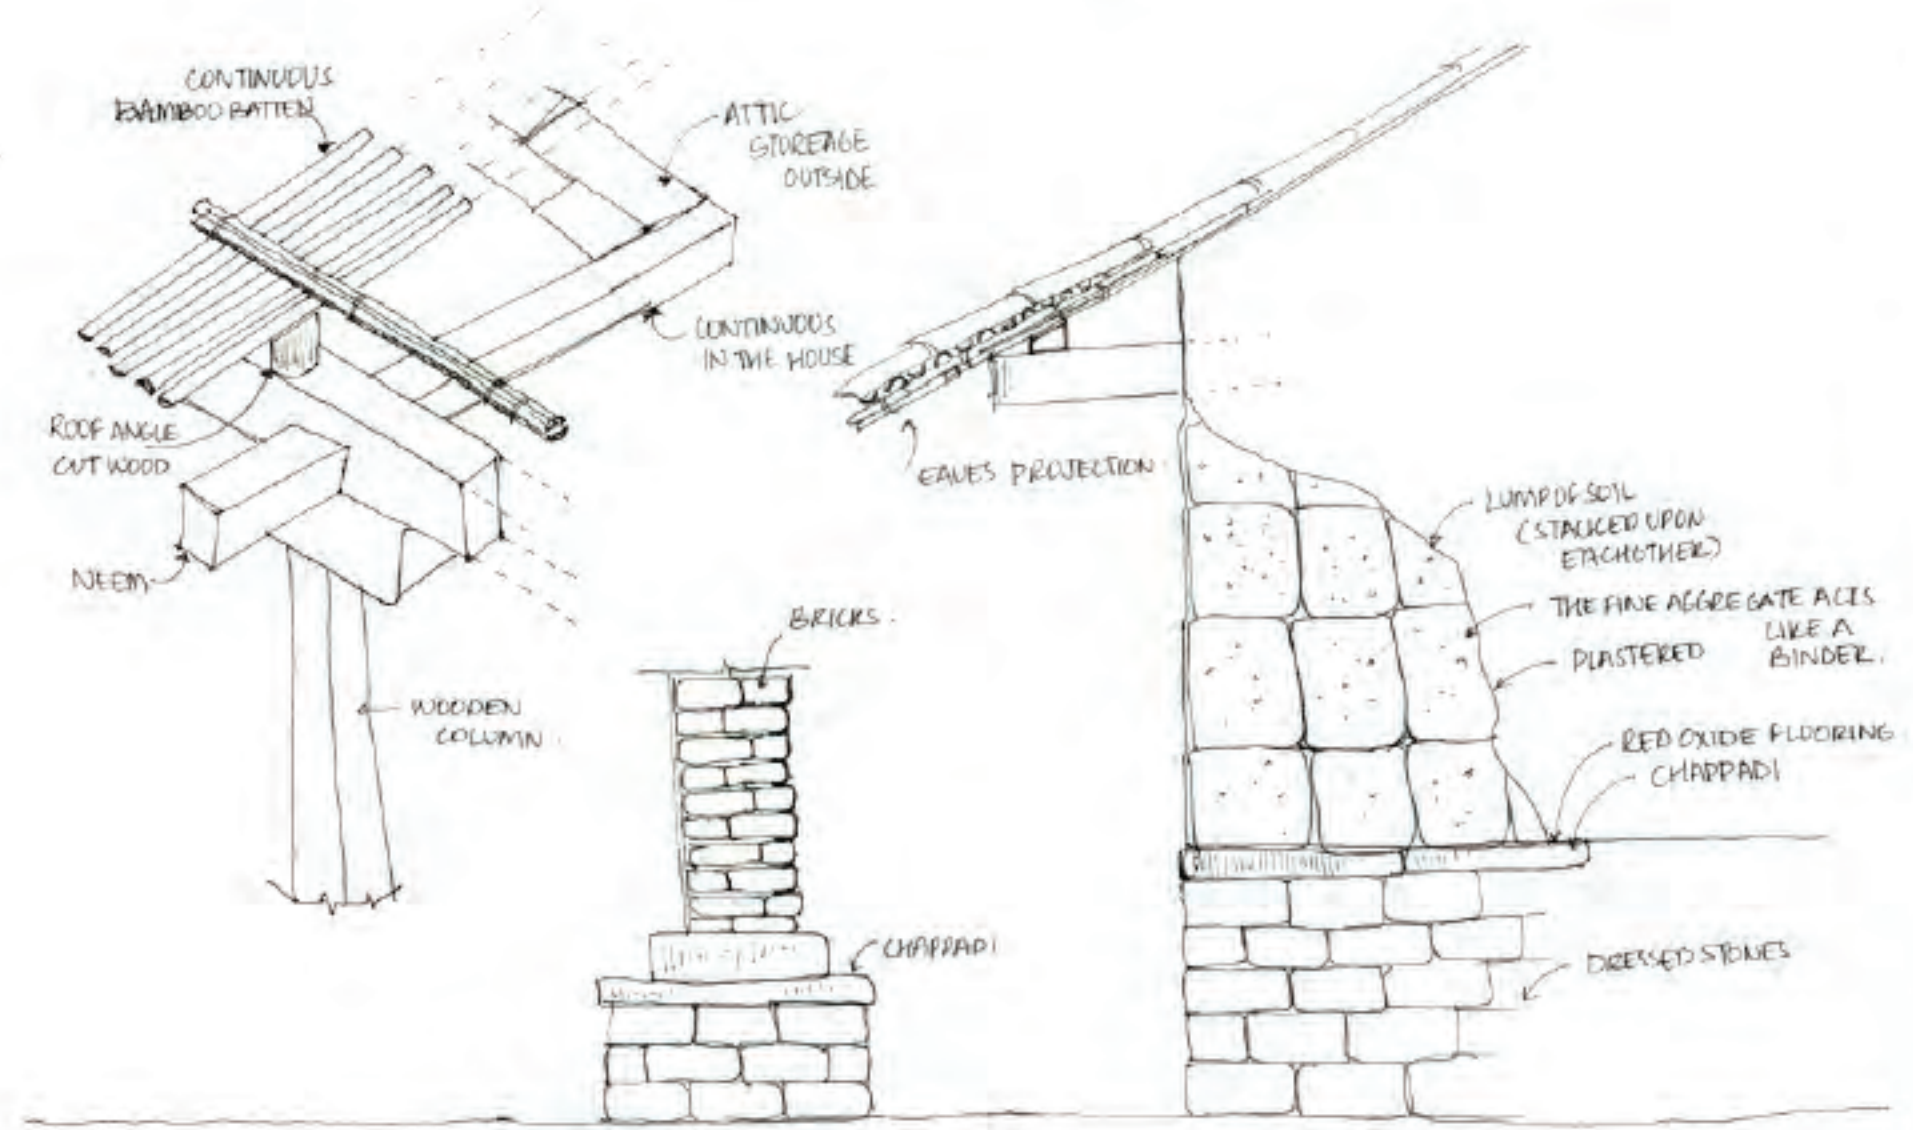 CONTINUOUS
BAMBOO BATTEN
ATTIC
STOREAGE
OUTSIDE
CONTINUOUS
IN THE HOUSE
ROOF ANGLE
CUT WOOD
NEEM
WOODEN
COLUMN.
BRICKS.
CHAPPADI
EAVES PROJECTION
LUMP OF SOIL
(STACKED UPON
EACHOTHER)
THE FINE AGGREGATE ACTS
LIKE A
BINDER.
PLASTERED
RED OXIDE FLOORING
CHAPPADI
DRESSED STONES